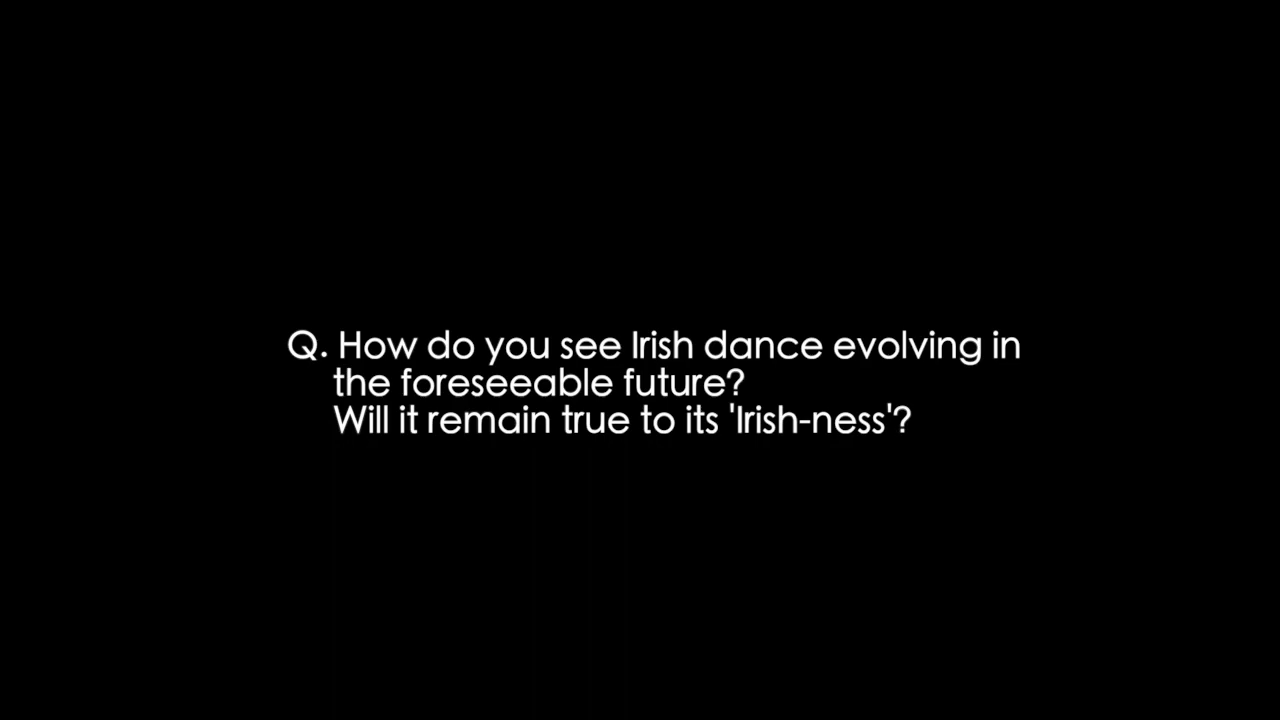 Q. How do you see Irish dance evolving in
the foreseeable future?
Will it remain true to its 'Irish-ness'?